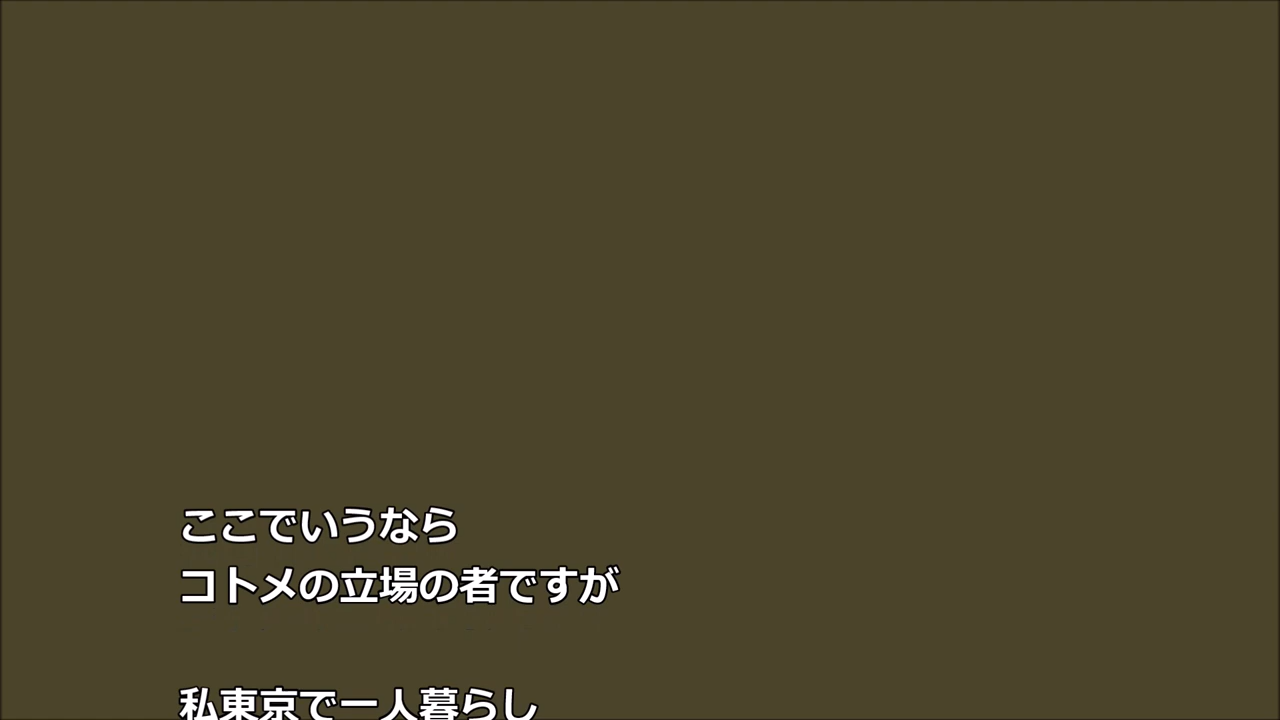 ここでいうなら
コトメの立場の者ですが
私東京で一人暮らし